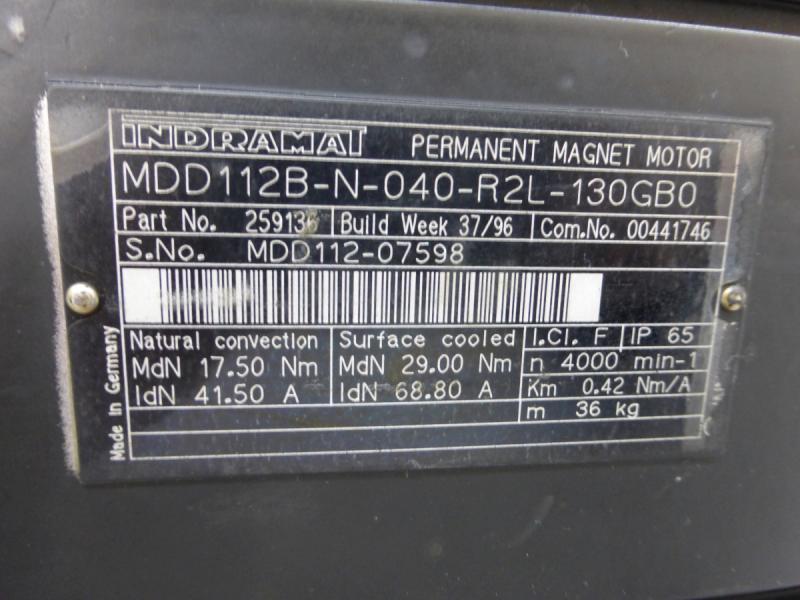 INDRAMAT PERMANENT MAGNET MOTOR
MDD112B-N-040-R2L-130GB0
Part No. 259136 Build Week 37/96 Com.No. 00441746
S.No. MDD112-07598
Natural convection Surface cooled I.Cl. F IP 65
MdN 17.50 Nm MdN 29.00 Nm n 4000 min-1
IdN 41.50 A IdN 68.80 A Km 0.42 Nm/A
m 36 kg
Made in Germany